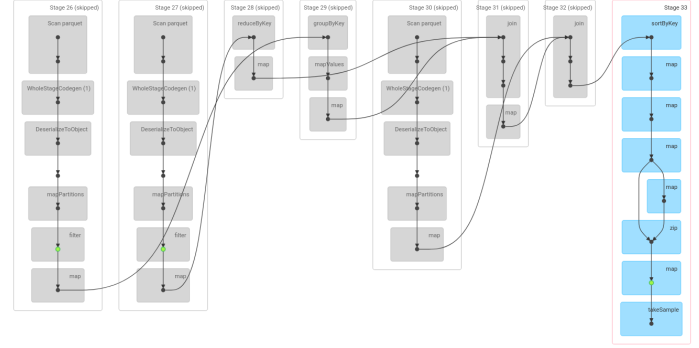 Stage 26 (skipped)
Scan parquet
WholeStageCodegen (1)
DeserializeToObject
mapPartitions
filter
map
Stage 27 (skipped)
Scan parquet
WholeStageCodegen (1)
DeserializeToObject
mapPartitions
filter
map
Stage 28 (skipped)
reduceByKey
map
Stage 29 (skipped)
groupByKey
mapValues
map
Stage 30 (skipped)
Scan parquet
WholeStageCodegen (1)
DeserializeToObject
mapPartitions
map
Stage 31 (skipped)
join
map
Stage 32 (skipped)
join
Stage 33
sortByKey
map
map
map
map
zip
map
takeSample